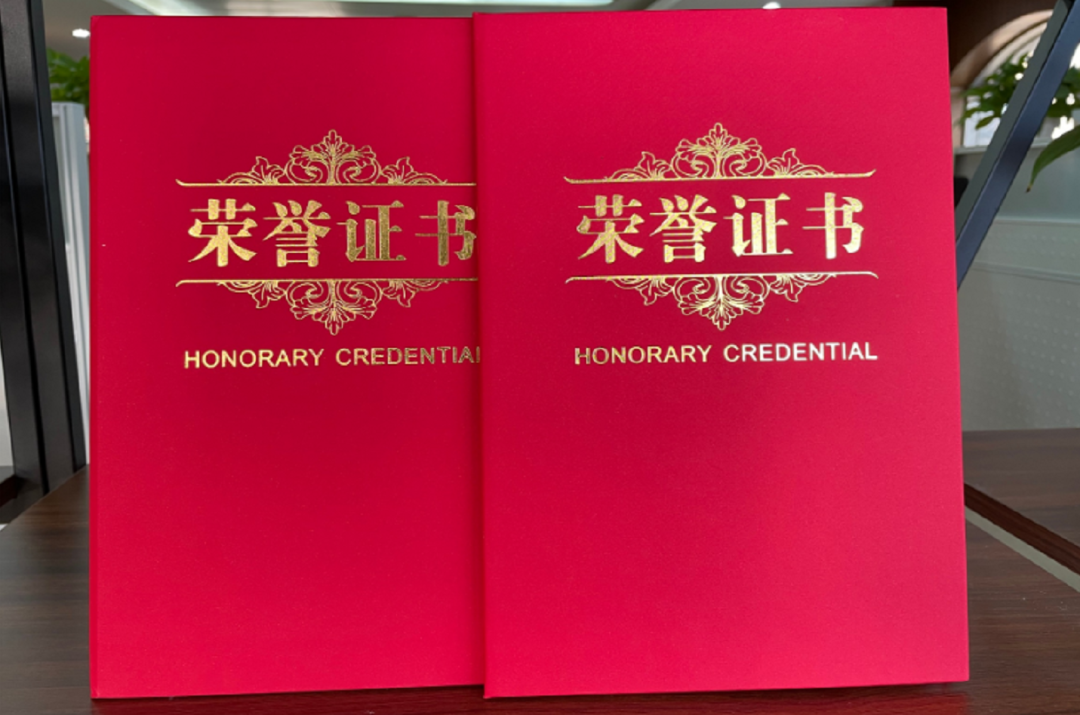 荣誉证书
HONORARY CREDENTIAL
荣誉证书
HONORARY CREDENTIAL